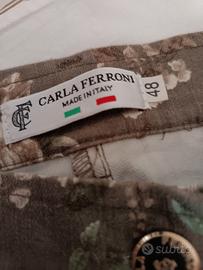 CARLA FERRONI
MADE IN ITALY
48
subito